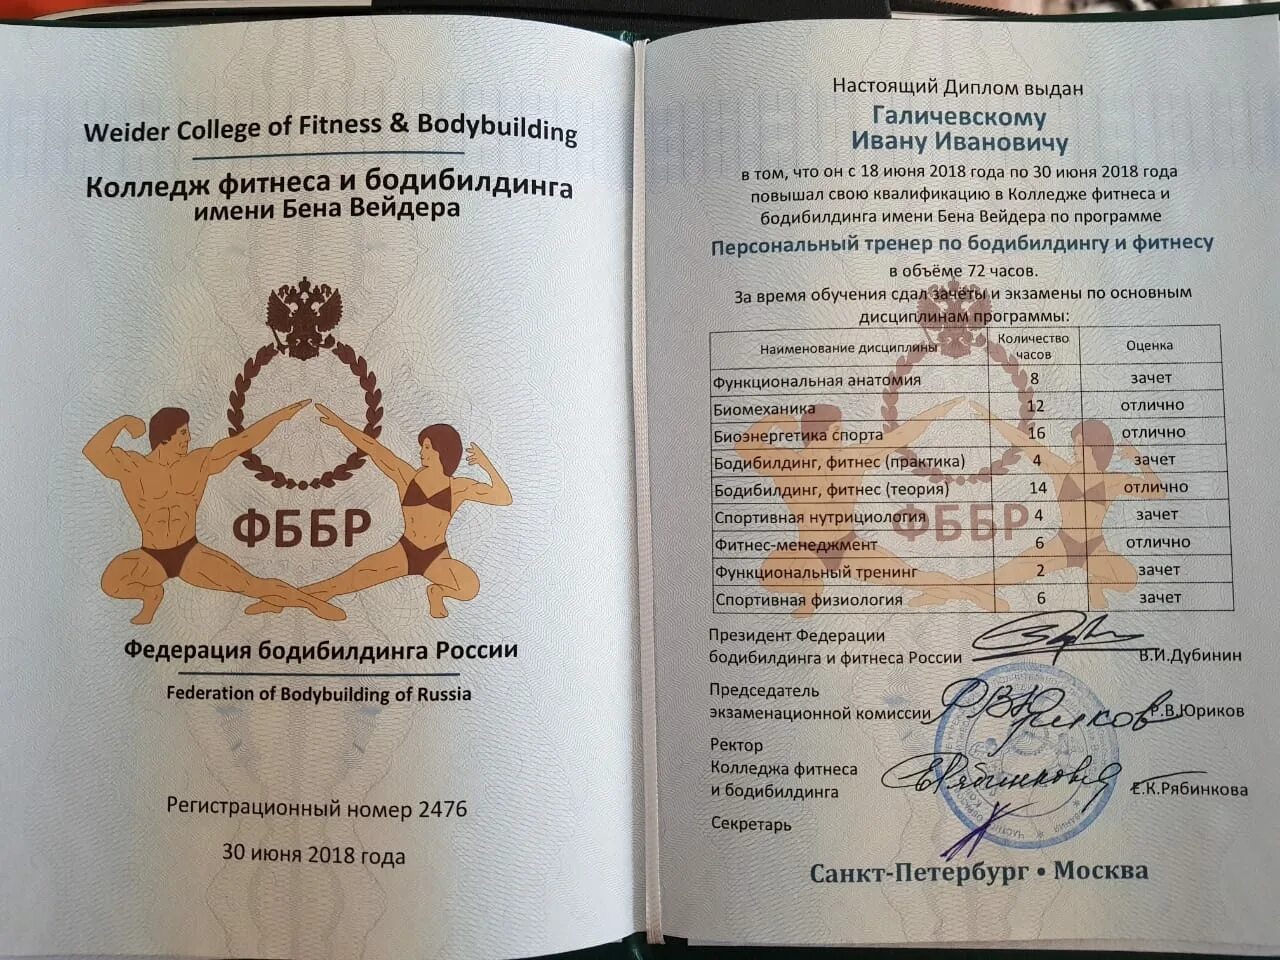 Weider College of Fitness & Bodybuilding
Колледж фитнеса и бодибилдинга
имени Бена Вейдера
ФББР
Федерация бодибилдинга России
Federation of Bodybuilding of Russia
Регистрационный номер 2476
30 июня 2018 года
Настоящий Диплом выдан
Галичевскому
Ивану Ивановичу
в том, что он с 18 июня 2018 года по 30 июня 2018 года
повышал свою квалификацию в Колледже фитнеса и
бодибилдинга имени Бена Вейдера по программе
Персональный тренер по бодибилдингу и фитнесу
в объёме 72 часов.
За время обучения сдал зачёты и экзамены по основным
дисциплинам программы:
Наименование дисциплины Количество часов Оценка
Функциональная анатомия 8 зачет
Биомеханика 12 отлично
Биоэнергетика спорта 16 отлично
Бодибилдинг, фитнес (практика) 4 зачет
Бодибилдинг, фитнес (теория) 14 отлично
Спортивная нутрициология 4 зачет
Фитнес-менеджмент 6 отлично
Функциональный тренинг 2 зачет
Спортивная физиология 6 зачет
ФББР
Президент Федерации
бодибилдинга и фитнеса России В.И.Дубинин
Председатель
экзаменационной комиссии Р.В.Юриков
Ректор
Колледжа фитнеса
и бодибилдинга Е.К.Рябинкова
Секретарь
Санкт-Петербург • Москва